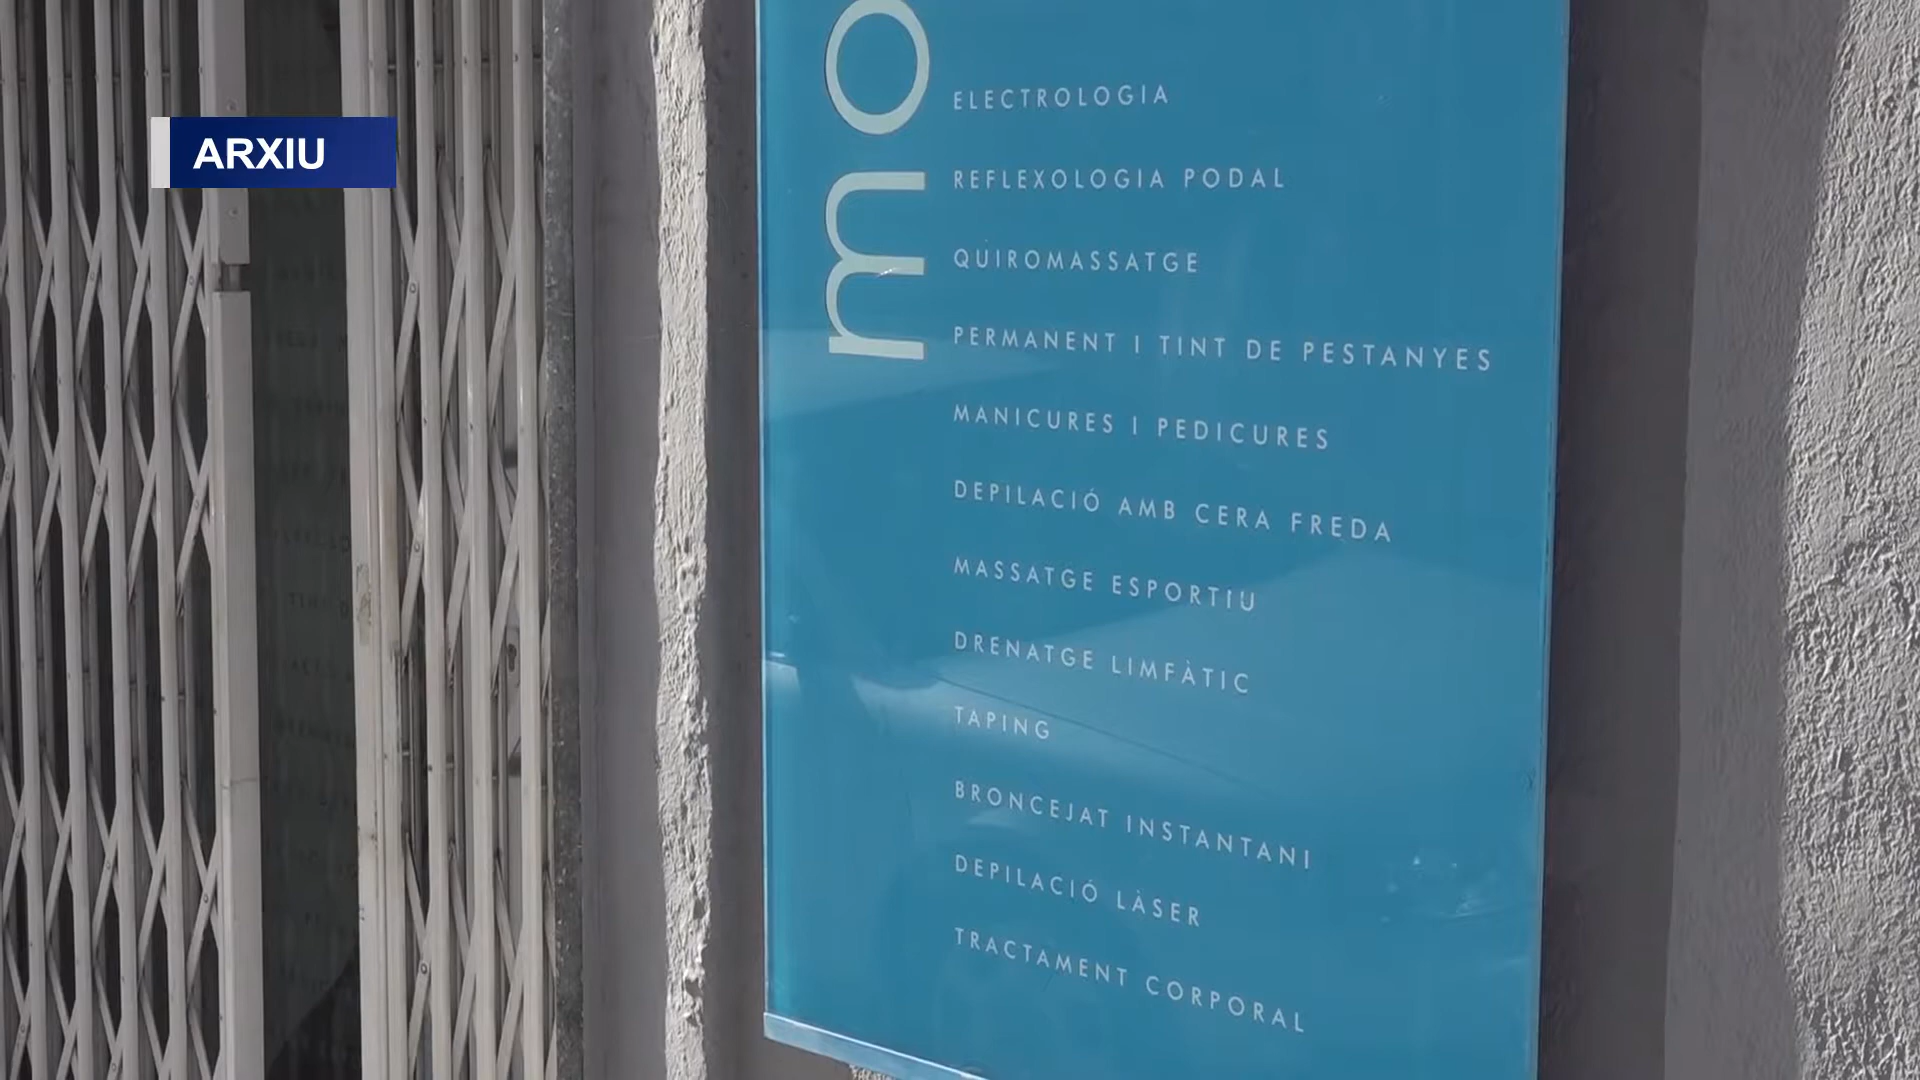 ARXIU
mo
ELECTROLOGIA
REFLEXOLOGIA PODAL
QUIROMASSATGE
PERMANENT I TINT DE PESTANYES
MANICURES I PEDICURES
DEPILACIÓ AMB CERA FREDA
MASSATGE ESPORTIU
DRENATGE LIMFÀTIC
TAPING
BRONCEJAT INSTANTANI
DEPILACIÓ LÀSER
TRACTAMENT CORPORAL